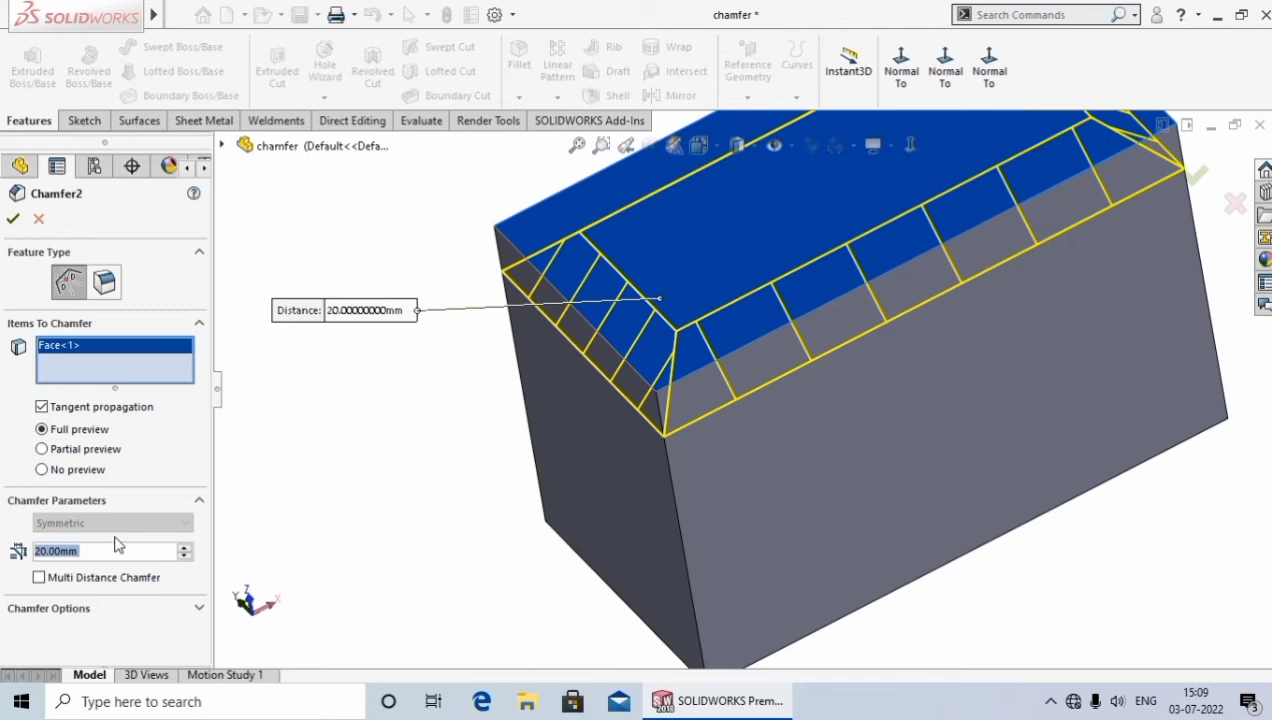 SOLIDWORKS
chamfer *
Search Commands
?
Extruded Boss/Base
Revolved Boss/Base
Swept Boss/Base
Lofted Boss/Base
Boundary Boss/Base
Extruded Cut
Hole Wizard
Revolved Cut
Swept Cut
Lofted Cut
Boundary Cut
Fillet
Linear Pattern
Rib
Draft
Shell
Wrap
Intersect
Mirror
Reference Geometry
Curves
Instant3D
Normal To
Normal To
Normal To
Features
Sketch
Surfaces
Sheet Metal
Weldments
Direct Editing
Evaluate
Render Tools
SOLIDWORKS Add-Ins
chamfer (Default<<Defa...
Chamfer2
?
Feature Type
Items To Chamfer
Face<1>
Tangent propagation
Full preview
Partial preview
No preview
Chamfer Parameters
Symmetric
20.00mm
Multi Distance Chamfer
Chamfer Options
Distance: 20.00000000mm
Z
Y
X
Model
3D Views
Motion Study 1
Type here to search
SOLIDWORKS Prem...
ENG
15:09
03-07-2022
3